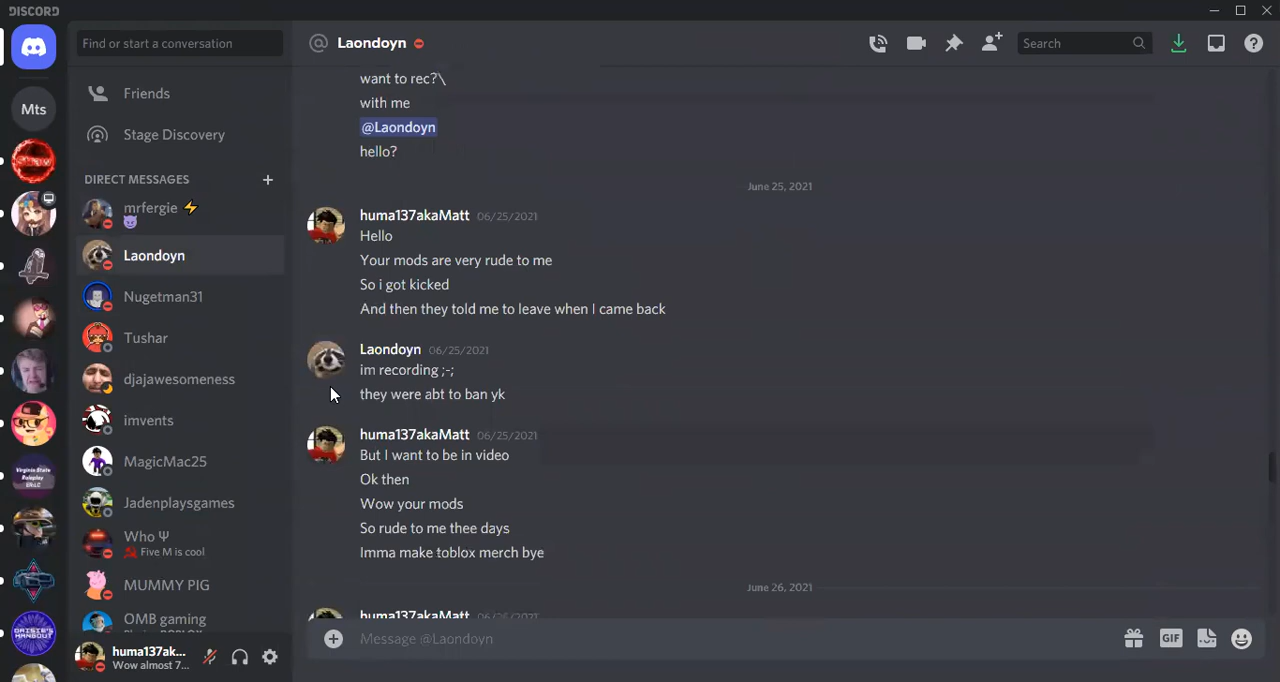 DISCORD
Find or start a conversation
Friends
Stage Discovery
DIRECT MESSAGES
mrfergie ⚡
😈
Laondoyn
Nugetman31
Tushar
djajawesomeness
imvents
MagicMac25
Jadenplaysgames
Who Ψ
Five M is cool
MUMMY PIG
OMB gaming
huma137ak...
Wow almost 7...
Mts
Virginia State
Roleplay
@ Laondoyn
Search
want to rec?\
with me
@Laondoyn
hello?
June 25, 2021
huma137akaMatt 06/25/2021
Hello
Your mods are very rude to me
So i got kicked
And then they told me to leave when I came back
Laondoyn 06/25/2021
im recording ;-;
they were abt to ban yk
huma137akaMatt 06/25/2021
But I want to be in video
Ok then
Wow your mods
So rude to me thee days
Imma make toblox merch bye
June 26, 2021
huma137akaMatt
Message @Laondoyn
GIF